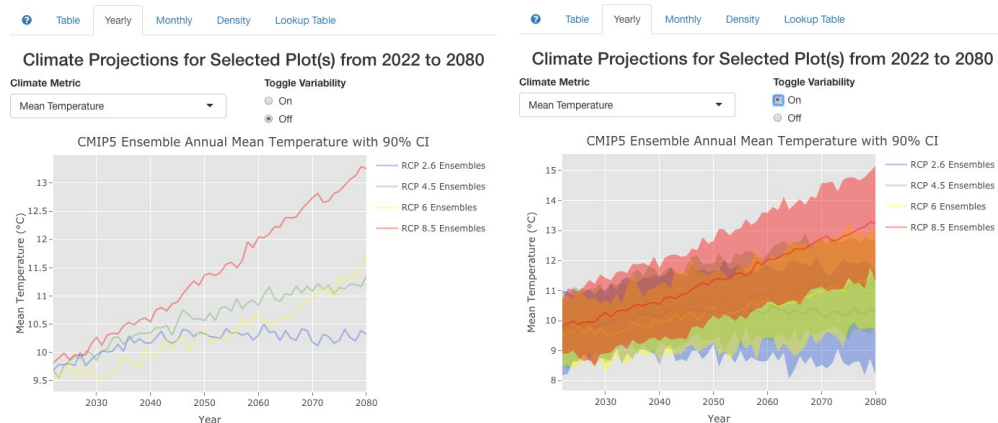 ? Table Yearly Monthly Density Lookup Table
Climate Projections for Selected Plot(s) from 2022 to 2080
Climate Metric Toggle Variability
Mean Temperature
On
Off
CMIP5 Ensemble Annual Mean Temperature with 90% CI
RCP 2.6 Ensembles
RCP 4.5 Ensembles
RCP 6 Ensembles
RCP 8.5 Ensembles
Mean Temperature (°C)
13
12.5
12
11.5
11
10.5
10
9.5
2030 2040 2050 2060 2070 2080
Year
? Table Yearly Monthly Density Lookup Table
Climate Projections for Selected Plot(s) from 2022 to 2080
Climate Metric Toggle Variability
Mean Temperature
On
Off
CMIP5 Ensemble Annual Mean Temperature with 90% CI
RCP 2.6 Ensembles
RCP 4.5 Ensembles
RCP 6 Ensembles
RCP 8.5 Ensembles
Mean Temperature (°C)
15
14
13
12
11
10
9
8
2030 2040 2050 2060 2070 2080
Year